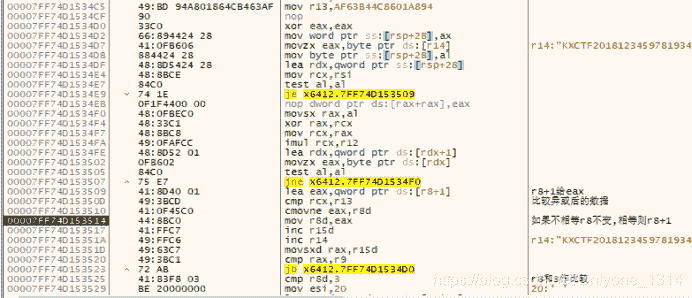 00007FF74D1534C5 49:BD 94A801864CB463AF mov r13,AF63B44C8601A894
00007FF74D1534CF 90 nop
00007FF74D1534D0 33C0 xor eax,eax
00007FF74D1534D2 66:894424 28 mov word ptr ss:[rsp+28],ax
00007FF74D1534D7 41:0FB606 movzx eax,byte ptr ds:[r14] r14:"KXCTF2018123459781934
00007FF74D1534DB 884424 28 mov byte ptr ss:[rsp+28],al
00007FF74D1534DF 48:8D5424 28 lea rdx,qword ptr ss:[rsp+28]
00007FF74D1534E4 48:8BCE mov rcx,rsi
00007FF74D1534E7 84C0 test al,al
00007FF74D1534E9 74 1E je x6412.7FF74D153509
00007FF74D1534EB 0F1F4400 00 nop dword ptr ds:[rax+rax],eax
00007FF74D1534F0 48:0FBEC0 movsx rax,al
00007FF74D1534F4 48:33C1 xor rax,rcx
00007FF74D1534F7 48:8BC8 mov rcx,rax
00007FF74D1534FA 49:0FAFCC imul rcx,r12
00007FF74D1534FE 48:8D52 01 lea rdx,qword ptr ds:[rdx+1]
00007FF74D153502 0FB602 movzx eax,byte ptr ds:[rdx]
00007FF74D153505 84C0 test al,al
00007FF74D153507 75 E7 jne x6412.7FF74D1534F0
00007FF74D153509 41:8D40 01 lea eax,qword ptr ds:[r8+1] r8+1给eax
00007FF74D15350D 49:3BCD cmp rcx,r13 比较异或后的数据
00007FF74D153510 41:0F45C0 cmovne eax,r8d
00007FF74D153514 44:8BC0 mov r8d,eax 如果不相等r8不变,相等则r8+1
00007FF74D153517 41:FFC7 inc r15d
00007FF74D15351A 49:FFC6 inc r14 r14:"KXCTF2018123459781934
00007FF74D15351D 49:63C7 movsxd rax,r15d
00007FF74D153520 49:3BC1 cmp rax,r9
00007FF74D153523 72 AB jb x6412.7FF74D1534D0
00007FF74D153525 41:83F8 03 cmp r8d,3 r8和3作比较
00007FF74D153529 BE 20000000 mov esi,20 20:' '